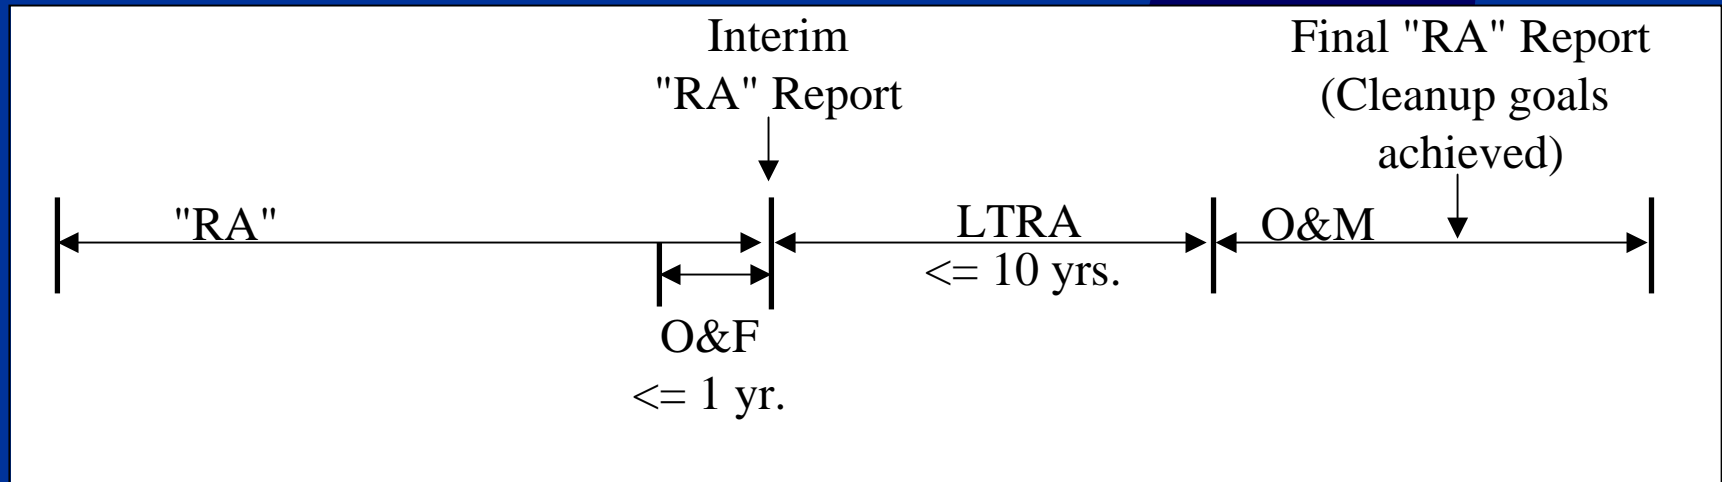 Interim
"RA" Report
Final "RA" Report
(Cleanup goals
achieved)
"RA"
LTRA
<= 10 yrs.
O&M
O&F
<= 1 yr.